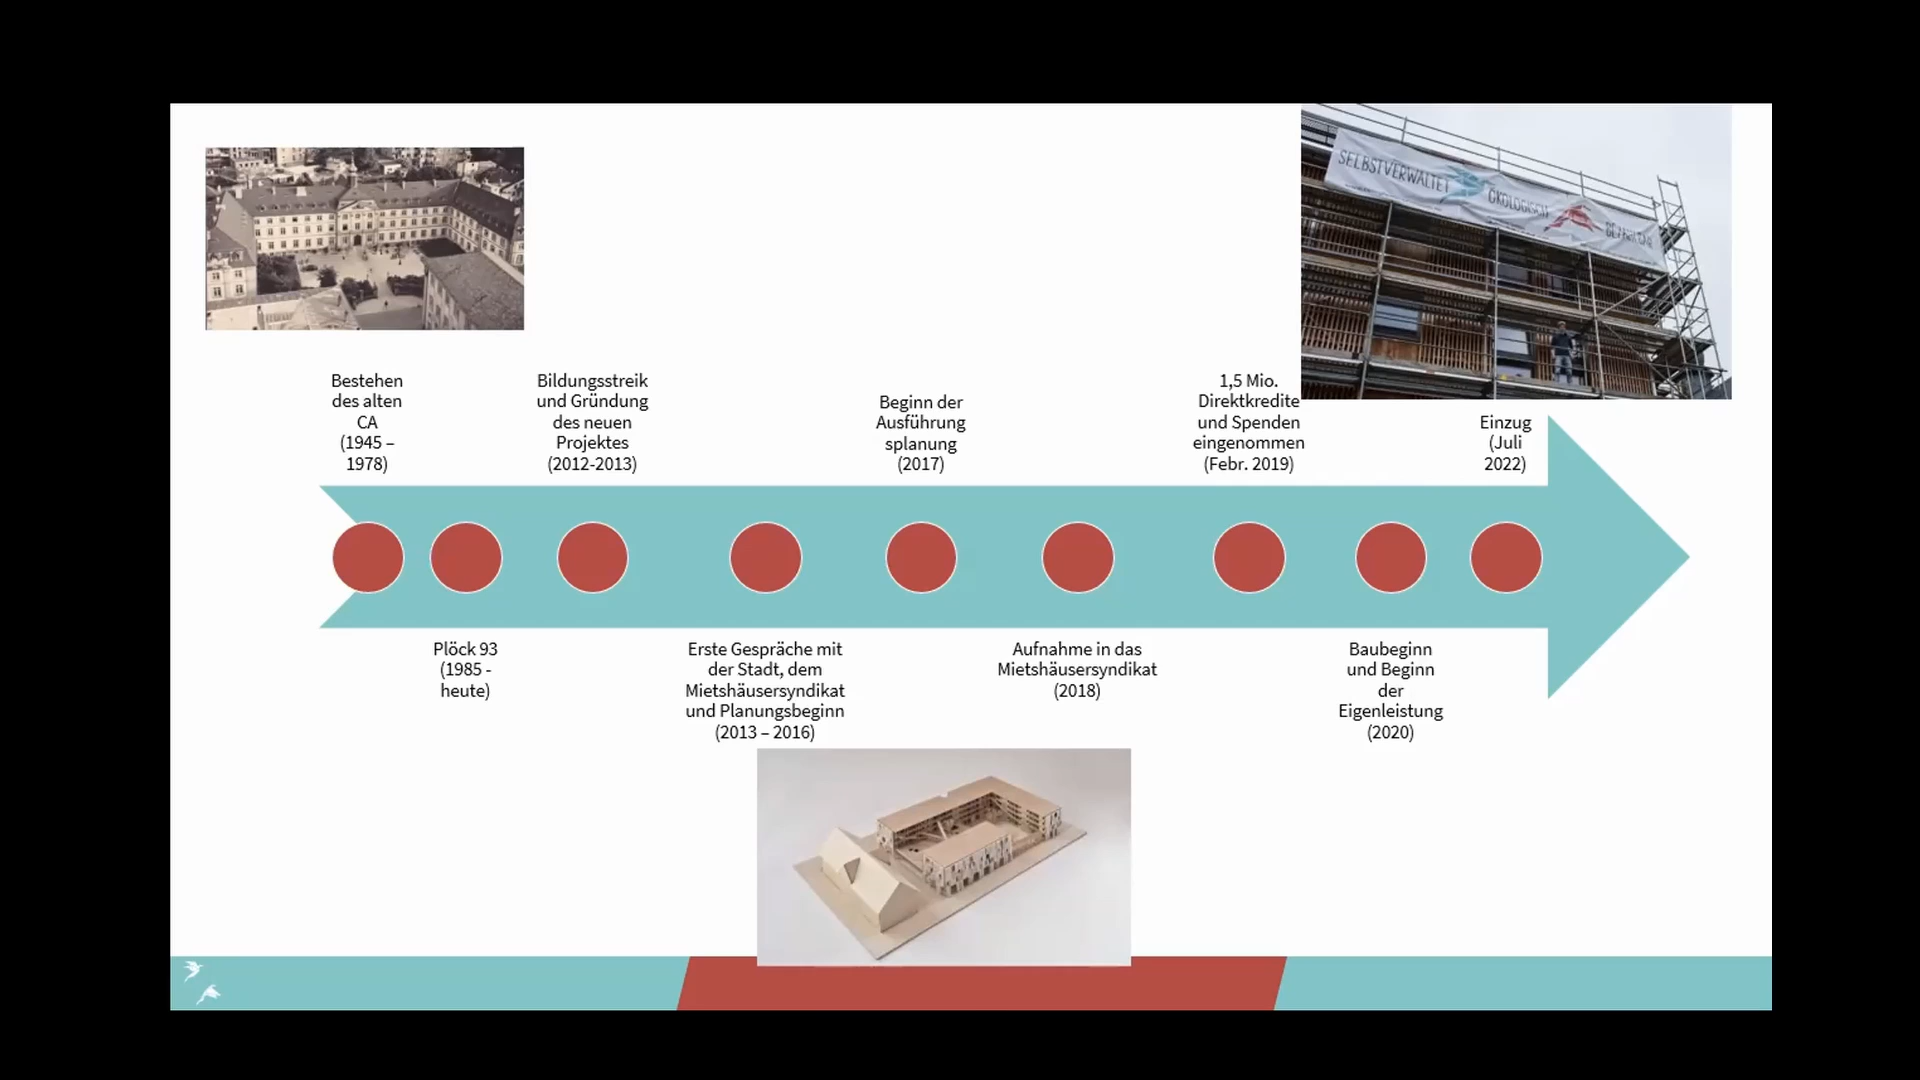 SELBSTVERWALTET ÖKOLOGISCH BEZAHLBAR
Bestehen
des alten
CA
(1945 –
1978)
Bildungsstreik
und Gründung
des neuen
Projektes
(2012-2013)
Beginn der
Ausführung
splanung
(2017)
1,5 Mio.
Direktkredite
und Spenden
eingenommen
(Febr. 2019)
Einzug
(Juli
2022)
Plöck 93
(1985 -
heute)
Erste Gespräche mit
der Stadt, dem
Mietshäusersyndikat
und Planungsbeginn
(2013 – 2016)
Aufnahme in das
Mietshäusersyndikat
(2018)
Baubeginn
und Beginn
der
Eigenleistung
(2020)